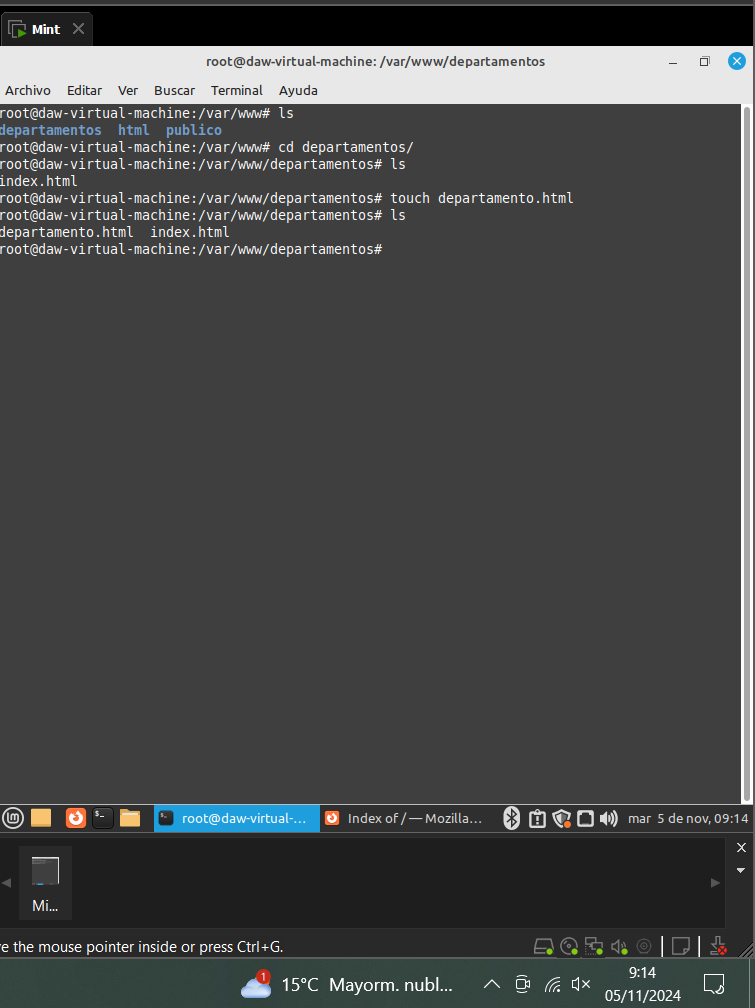 Mint
root@daw-virtual-machine: /var/www/departamentos
Archivo Editar Ver Buscar Terminal Ayuda
root@daw-virtual-machine:/var/www# ls
departamentos html publico
root@daw-virtual-machine:/var/www# cd departamentos/
root@daw-virtual-machine:/var/www/departamentos# ls
index.html
root@daw-virtual-machine:/var/www/departamentos# touch departamento.html
root@daw-virtual-machine:/var/www/departamentos# ls
departamento.html index.html
root@daw-virtual-machine:/var/www/departamentos#
root@daw-virtual-... Index of / — Mozilla... mar 5 de nov, 09:14
Mi...
ve the mouse pointer inside or press Ctrl+G.
1
15°C Mayorm. nubl... 9:14
05/11/2024